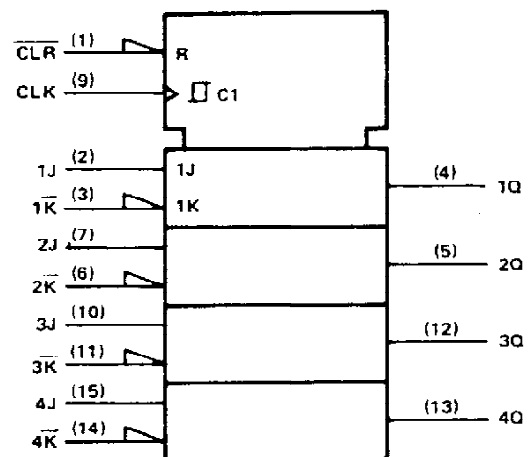 C̅L̅R̅ (1) R
CLK (9) C1
1J (2) 1J (4) 1Q
1K̅ (3) 1K
2J (7) (5) 2Q
2K̅ (6)
3J (10) (12) 3Q
3K̅ (11)
4J (15) (13) 4Q
4K̅ (14)